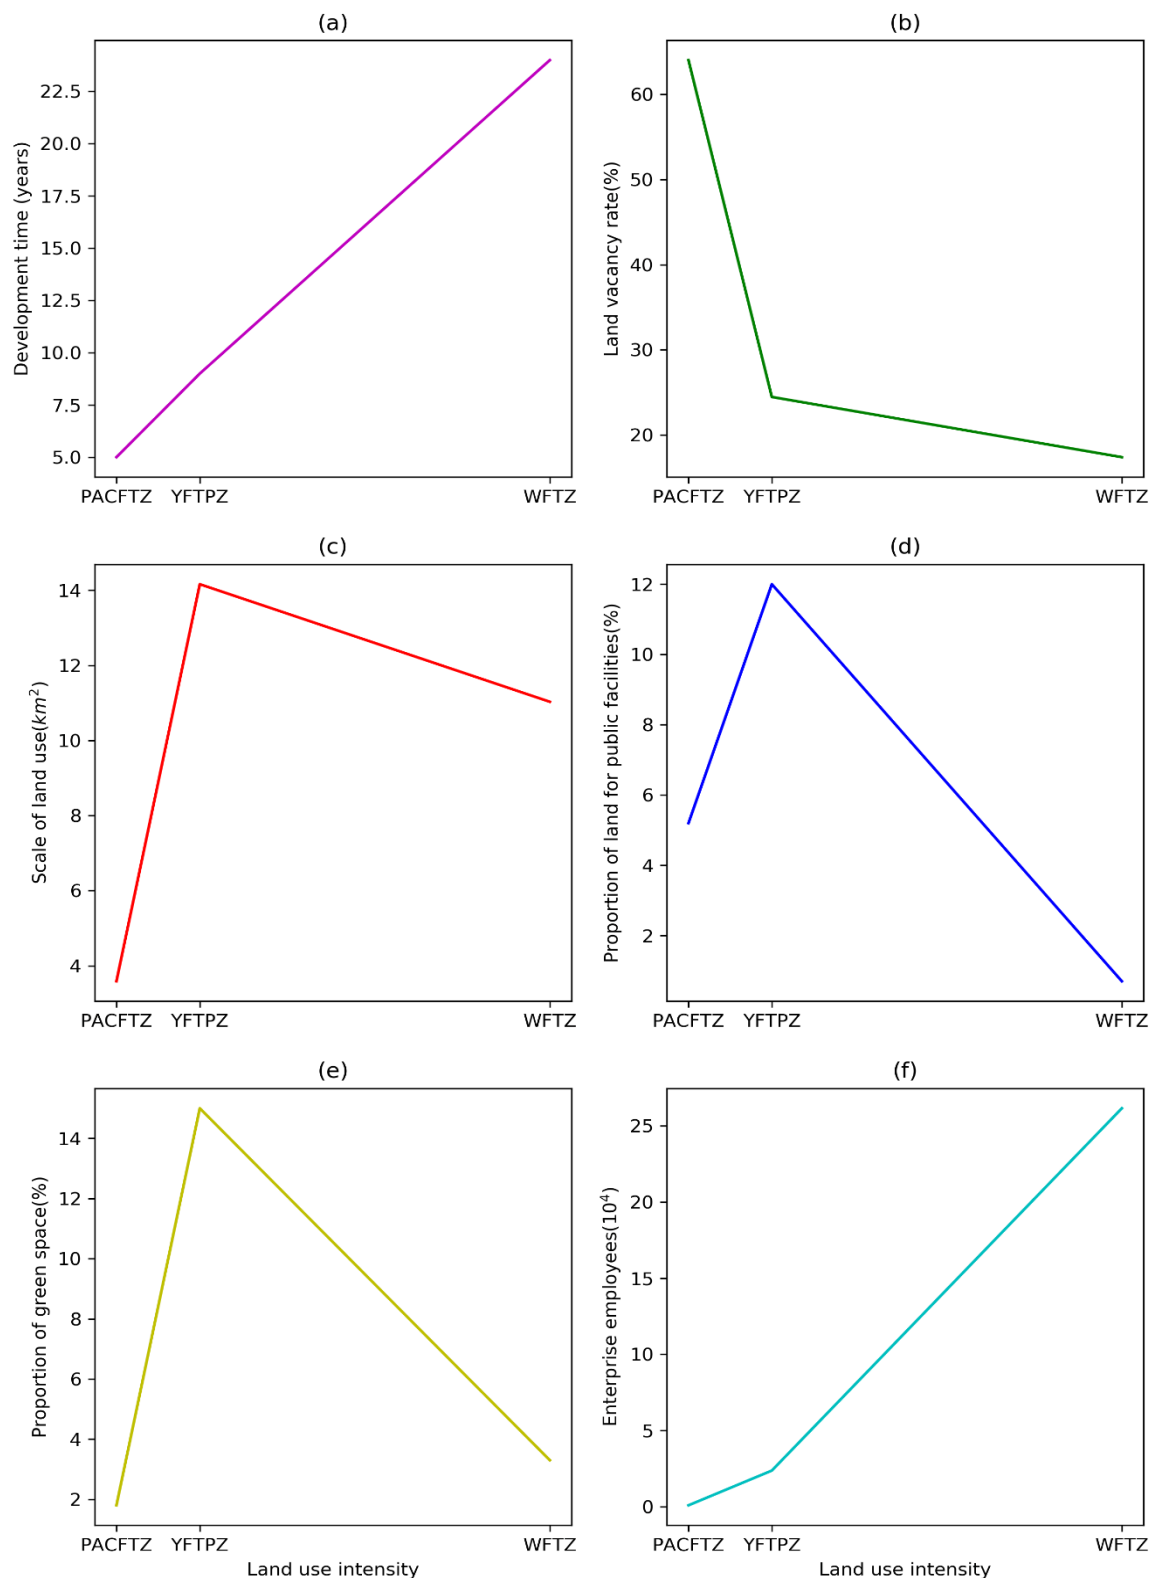 (a)
Development time (years)
22.5
20.0
17.5
15.0
12.5
10.0
7.5
5.0
PACFTZ YFTPZ WFTZ
(b)
Land vacancy rate(%)
60
50
40
30
20
PACFTZ YFTPZ WFTZ
(c)
Scale of land use(km²)
14
12
10
8
6
4
PACFTZ YFTPZ WFTZ
(d)
Proportion of land for public facilities(%)
12
10
8
6
4
2
PACFTZ YFTPZ WFTZ
(e)
Proportion of green space(%)
14
12
10
8
6
4
2
PACFTZ YFTPZ WFTZ
Land use intensity
(f)
Enterprise employees(10⁴)
25
20
15
10
5
0
PACFTZ YFTPZ WFTZ
Land use intensity